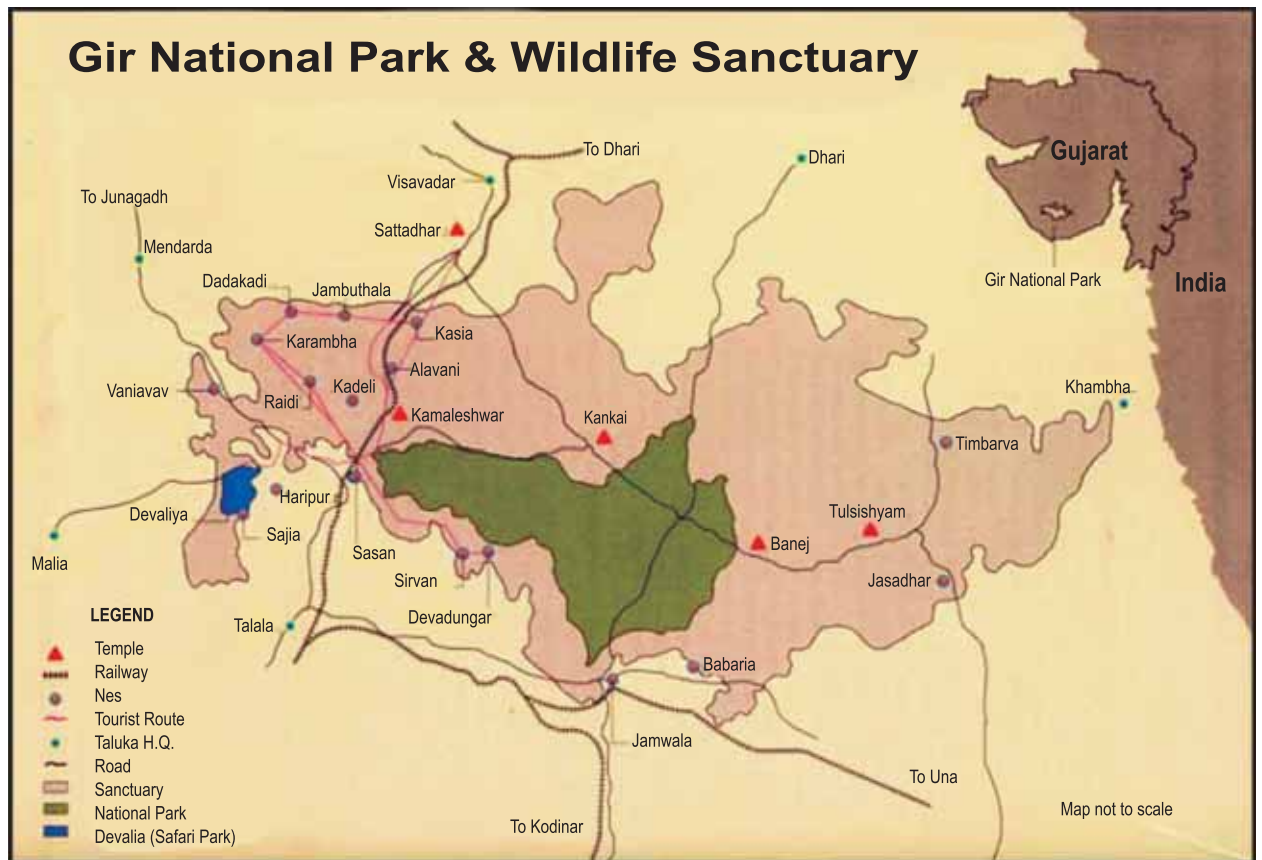 Gir National Park & Wildlife Sanctuary
Gujarat
Gir National Park
India
To Dhari
Dhari
Visavadar
To Junagadh
Sattadhar
Mendarda
Dadakadi
Jambuthala
Karambha
Kasia
Alavani
Vaniavav
Kadeli
Raidi
Kamaleshwar
Kankai
Khambha
Timbarva
Haripur
Devaliya
Sajia
Tulsishyam
Banej
Malia
Sasan
Sirvan
Jasadhar
Devadungar
Talala
Babaria
Jamwala
To Una
To Kodinar
Map not to scale
LEGEND
Temple
Railway
Nes
Tourist Route
Taluka H.Q.
Road
Sanctuary
National Park
Devalia (Safari Park)